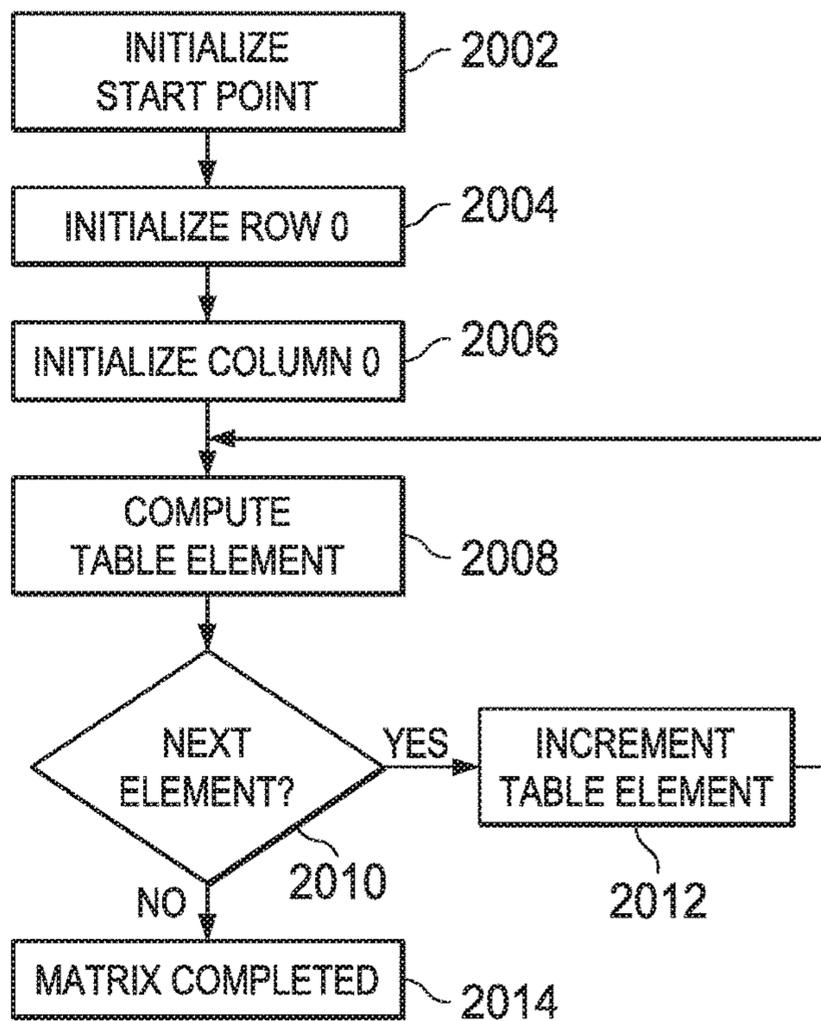 INITIALIZE
START POINT
2002
INITIALIZE ROW 0
2004
INITIALIZE COLUMN 0
2006
COMPUTE
TABLE ELEMENT
2008
NEXT
ELEMENT?
2010
YES
INCREMENT
TABLE ELEMENT
2012
NO
MATRIX COMPLETED
2014